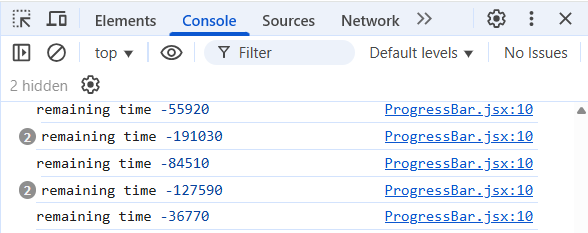 Elements Console Sources Network
top Filter Default levels No Issues
2 hidden
remaining time -55920 ProgressBar.jsx:10
2 remaining time -191030 ProgressBar.jsx:10
remaining time -84510 ProgressBar.jsx:10
2 remaining time -127590 ProgressBar.jsx:10
remaining time -36770 ProgressBar.jsx:10